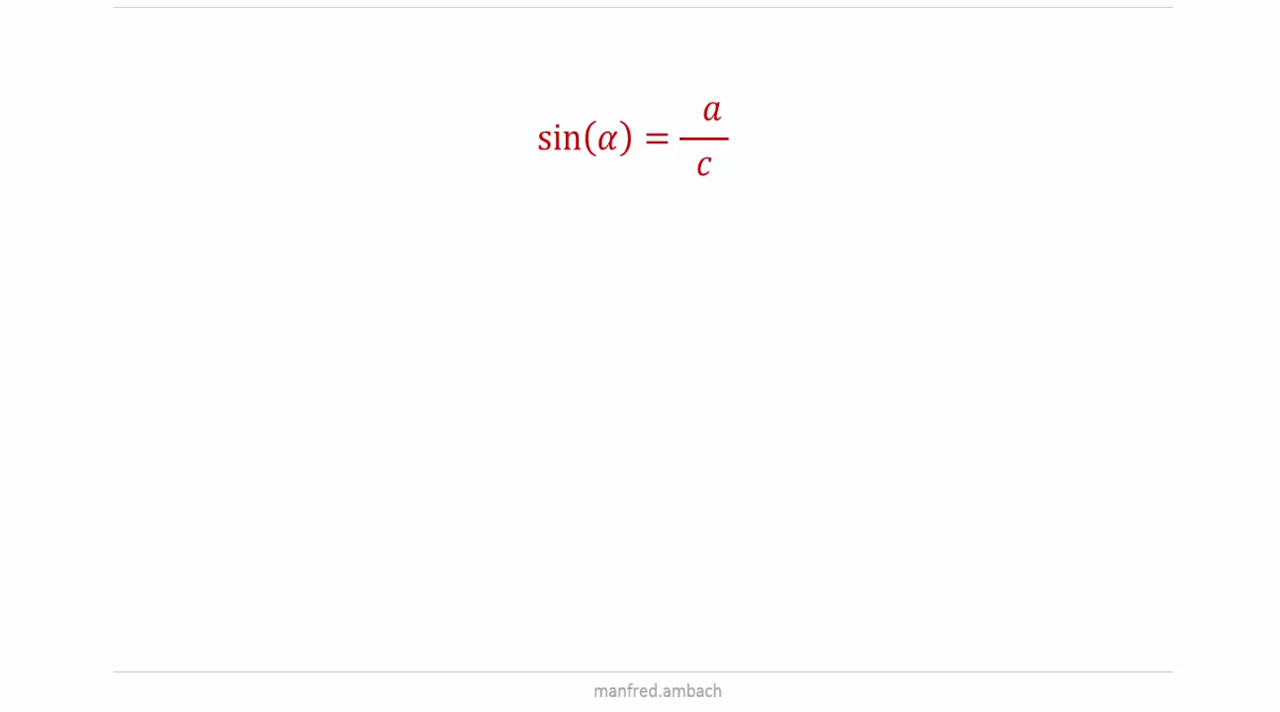 sin(α) = a/c
manfred.ambach